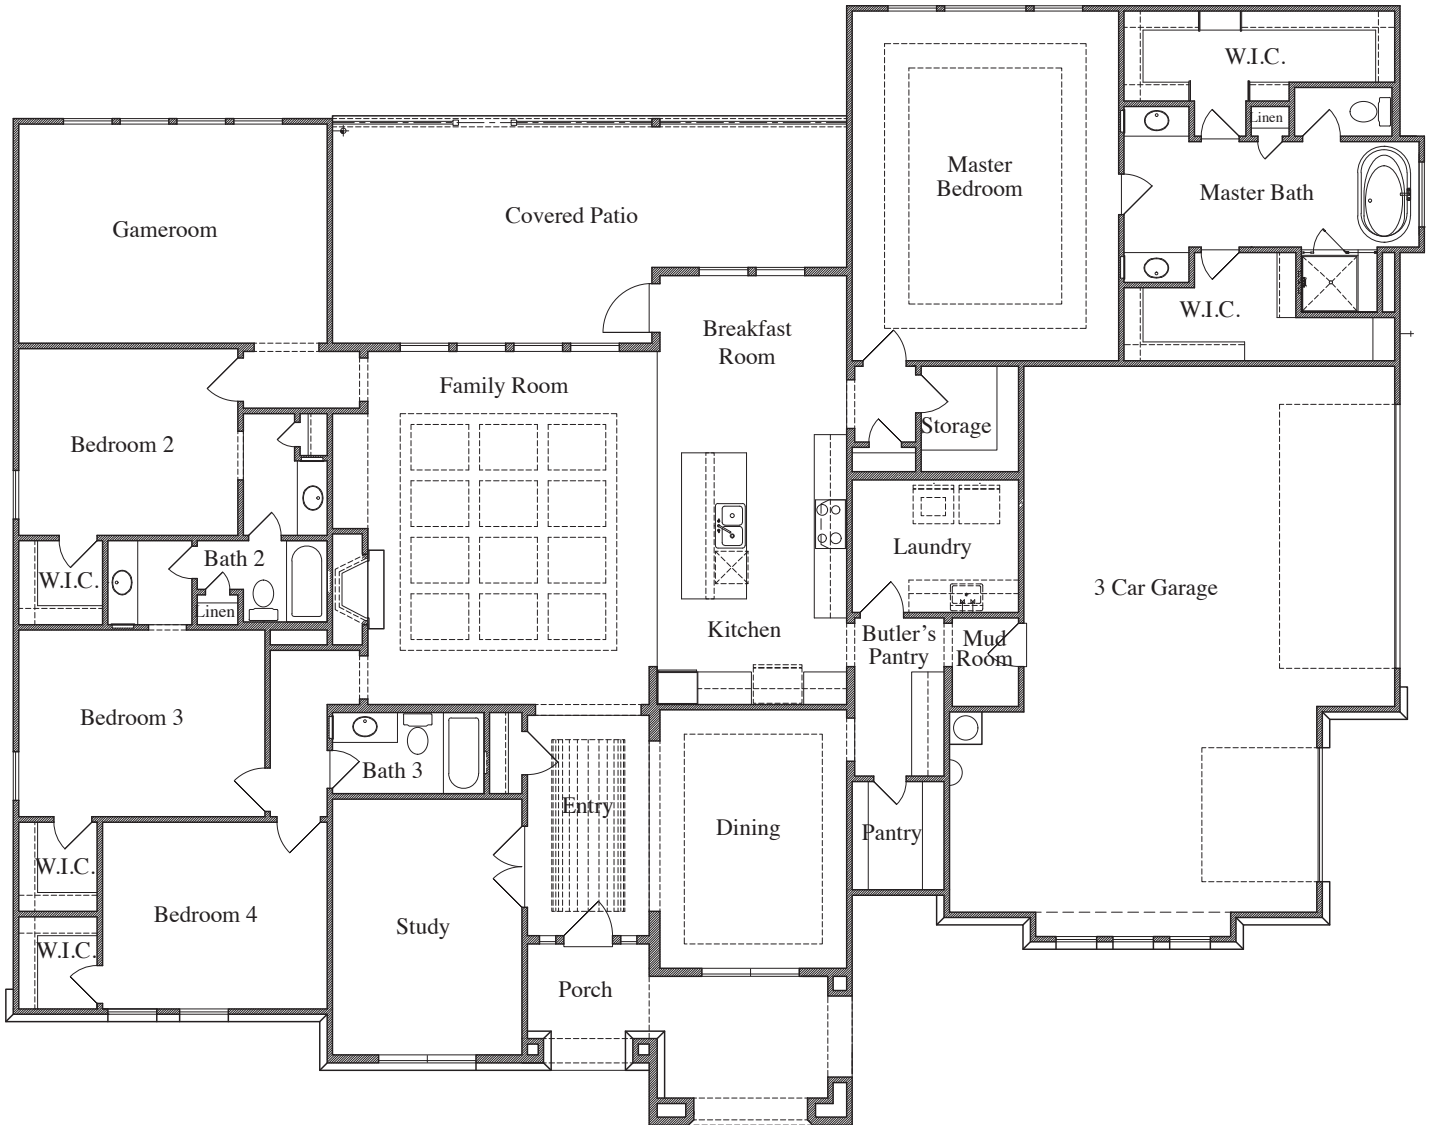 W.I.C.
Linen
Master
Bedroom
Master Bath
Gameroom
Covered Patio
W.I.C.
Breakfast
Room
Family Room
Storage
Bedroom 2
Laundry
Bath 2
W.I.C.
3 Car Garage
Linen
Kitchen
Butler's
Pantry
Mud
Room
Bedroom 3
Bath 3
Entry
Dining
Pantry
W.I.C.
Bedroom 4
Study
W.I.C.
Porch